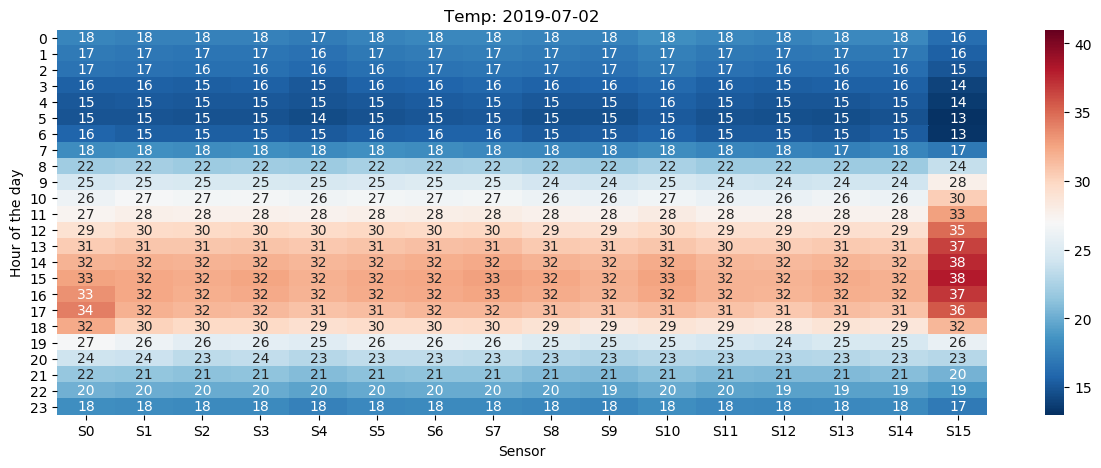 Temp: 2019-07-02
0 18 18 18 18 17 18 18 18 18 18 18 18 18 18 18 16
1 17 17 17 17 16 17 17 17 17 17 17 17 17 17 17 16
2 17 17 16 16 16 16 17 17 17 17 17 17 16 16 16 15
3 16 16 15 16 15 16 16 16 16 16 16 16 16 16 16 14
4 15 15 15 15 15 15 15 15 15 15 16 15 15 15 15 14
5 15 15 15 15 14 15 15 15 15 15 15 15 15 15 15 13
6 16 15 15 15 15 16 16 16 15 15 16 15 15 15 15 13
7 18 18 18 18 18 18 18 18 18 18 18 18 18 17 18 17
8 22 22 22 22 22 22 22 22 22 22 22 22 22 22 22 24
9 25 25 25 25 25 25 25 25 24 24 25 24 24 24 24 28
10 26 27 27 27 26 27 27 27 26 26 27 26 26 26 26 30
11 27 28 28 28 28 28 28 28 28 28 28 28 28 28 28 33
12 29 30 30 30 30 30 30 30 29 29 30 29 29 29 29 35
13 31 31 31 31 31 31 31 31 31 31 31 30 30 31 31 37
14 32 32 32 32 32 32 32 32 32 32 32 32 32 32 32 38
15 33 32 32 32 32 32 32 33 32 32 33 32 32 32 32 38
16 33 32 32 32 32 32 32 33 32 32 32 32 32 32 32 37
17 34 32 32 32 31 32 32 32 31 31 31 31 31 31 31 36
18 32 30 30 30 29 30 30 30 29 29 29 29 28 29 29 32
19 27 26 26 26 25 26 26 26 25 25 25 25 24 25 25 26
20 24 24 23 24 23 23 23 23 23 23 23 23 23 23 23 23
21 22 21 21 21 21 21 21 21 21 21 21 21 21 21 21 20
22 20 20 20 20 20 20 20 20 20 19 20 20 19 19 19 19
23 18 18 18 18 18 18 18 18 18 18 18 18 18 18 18 17
S0 S1 S2 S3 S4 S5 S6 S7 S8 S9 S10 S11 S12 S13 S14 S15
Sensor
Hour of the day
40
35
30
25
20
15